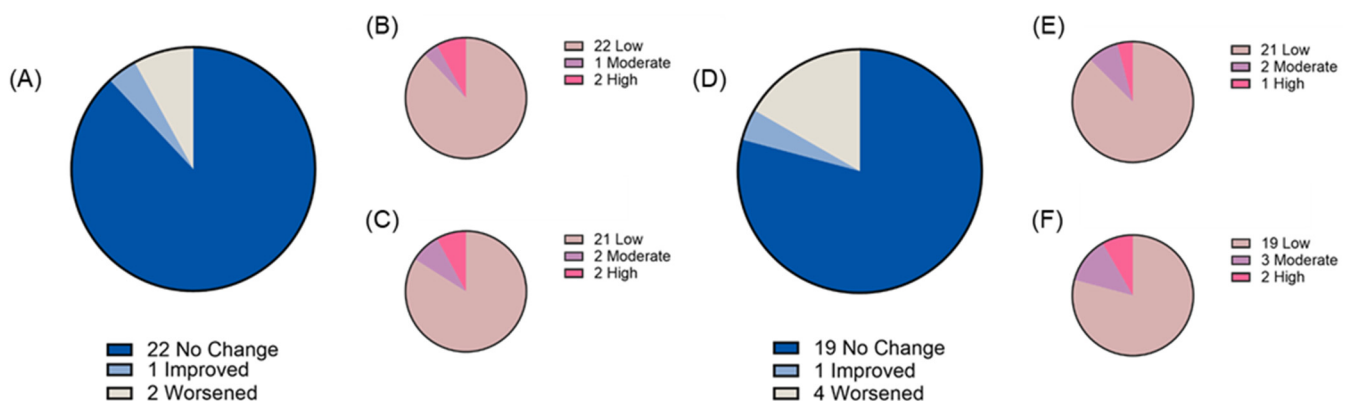 (A)
22 No Change
1 Improved
2 Worsened
(B)
22 Low
1 Moderate
2 High
(C)
21 Low
2 Moderate
2 High
(D)
19 No Change
1 Improved
4 Worsened
(E)
21 Low
2 Moderate
1 High
(F)
19 Low
3 Moderate
2 High